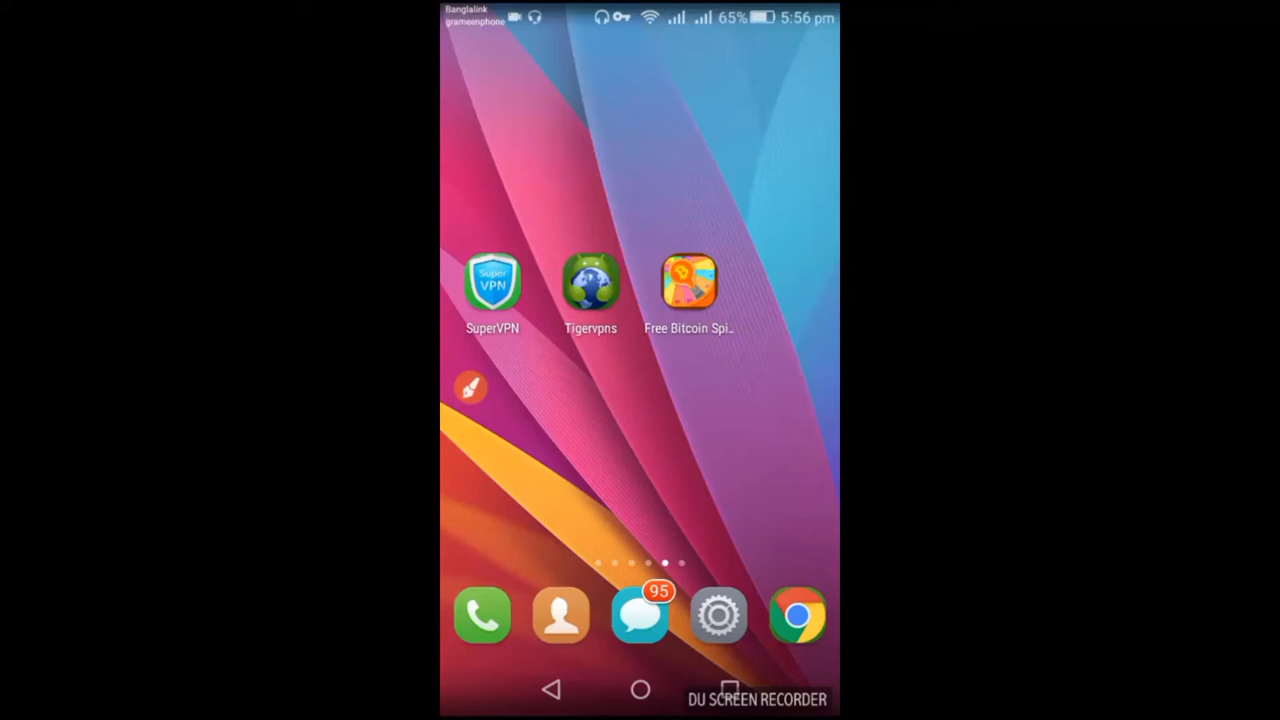 Banglalink
grameenphone
65%
5:56 pm
Super
VPN
SuperVPN
Tigervpns
Free Bitcoin Spi..
95
DU SCREEN RECORDER